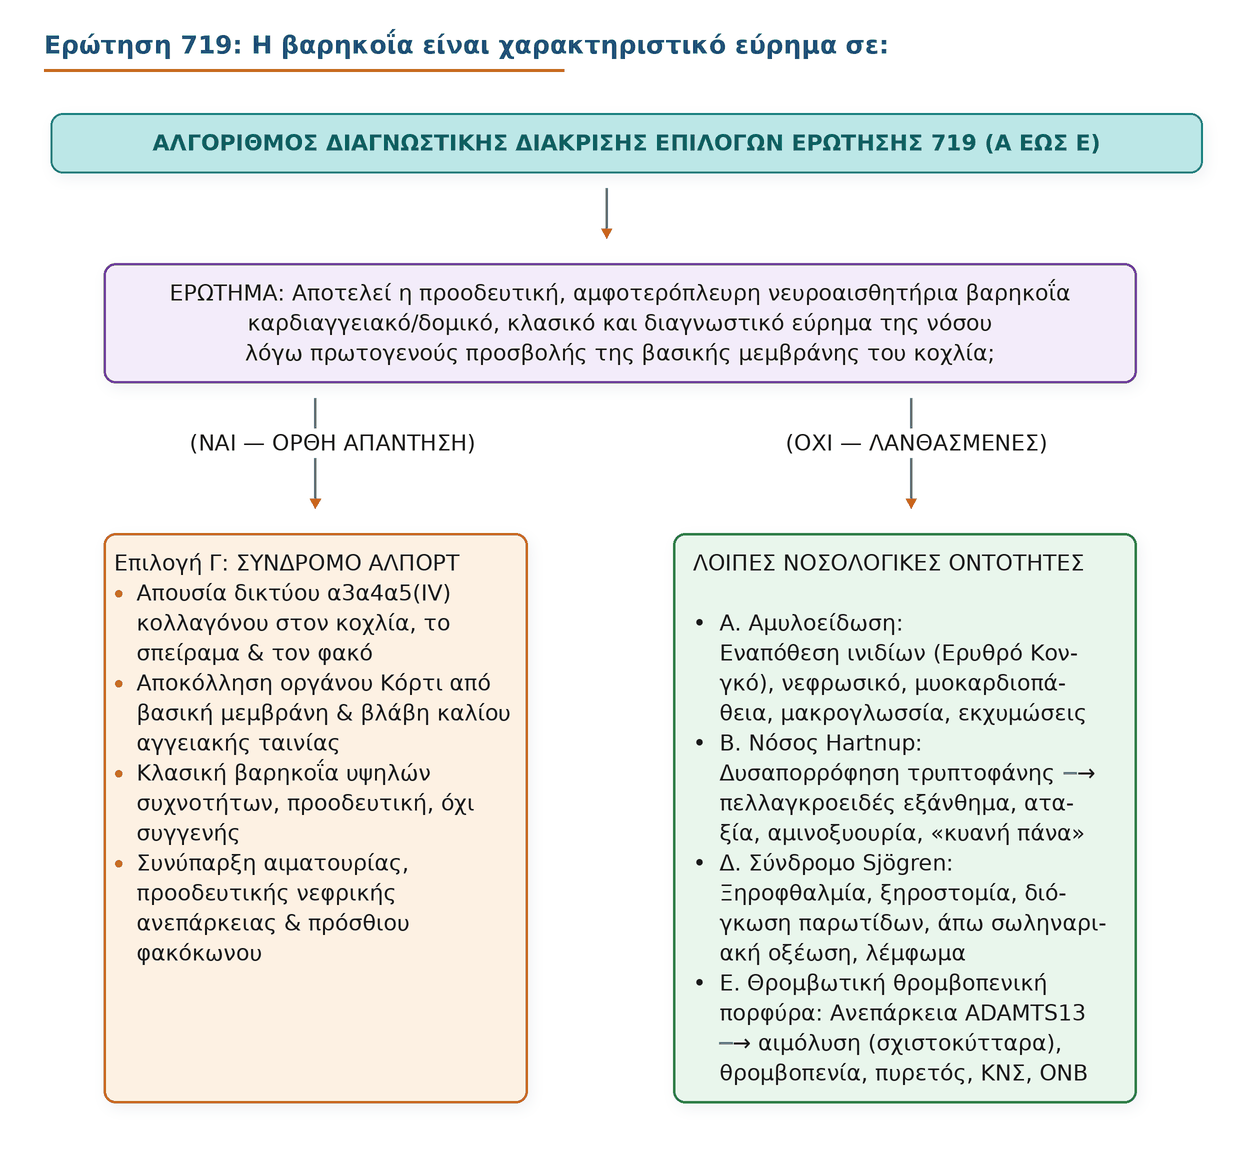 Ερώτηση 719: Η βαρηκοΐα είναι χαρακτηριστικό εύρημα σε:
ΑΛΓΟΡΙΘΜΟΣ ΔΙΑΓΝΩΣΤΙΚΗΣ ΔΙΑΚΡΙΣΗΣ ΕΠΙΛΟΓΩΝ ΕΡΩΤΗΣΗΣ 719 (Α ΕΩΣ Ε)
ΕΡΩΤΗΜΑ: Αποτελεί η προοδευτική, αμφοτερόπλευρη νευροαισθητήρια βαρηκοΐα
καρδιαγγειακό/δομικό, κλασικό και διαγνωστικό εύρημα της νόσου
λόγω πρωτογενούς προσβολής της βασικής μεμβράνης του κοχλία;
(ΝΑΙ — ΟΡΘΗ ΑΠΑΝΤΗΣΗ)
(ΟΧΙ — ΛΑΝΘΑΣΜΕΝΕΣ)
Επιλογή Γ: ΣΥΝΔΡΟΜΟ ΑΛΠΟΡΤ
• Απουσία δικτύου α3α4α5(IV)
κολλαγόνου στον κοχλία, το
σπείραμα & τον φακό
• Αποκόλληση οργάνου Κόρτι από
βασική μεμβράνη & βλάβη καλίου
αγγειακής ταινίας
• Κλασική βαρηκοΐα υψηλών
συχνοτήτων, προοδευτική, όχι
συγγενής
• Συνύπαρξη αιματουρίας,
προοδευτικής νεφρικής
ανεπάρκειας & πρόσθιου
φακόκωνου
ΛΟΙΠΕΣ ΝΟΣΟΛΟΓΙΚΕΣ ΟΝΤΟΤΗΤΕΣ
• Α. Αμυλοείδωση:
Εναπόθεση ινιδίων (Ερυθρό Κον-
γκό), νεφρωσικό, μυοκαρδιοπά-
θεια, μακρογλωσσία, εκχυμώσεις
• Β. Νόσος Hartnup:
Δυσαπορρόφηση τρυπτοφάνης —→
πελλαγκροειδές εξάνθημα, ατα-
ξία, αμινοξυουρία, «κυανή πάνα»
• Δ. Σύνδρομο Sjögren:
Ξηροφθαλμία, ξηροστομία, διό-
γκωση παρωτίδων, άπω σωληναρι-
ακή οξέωση, λέμφωμα
• Ε. Θρομβωτική θρομβοπενική
πορφύρα: Ανεπάρκεια ADAMTS13
—→ αιμόλυση (σχιστοκύτταρα),
θρομβοπενία, πυρετός, ΚΝΣ, ΟΝΒ